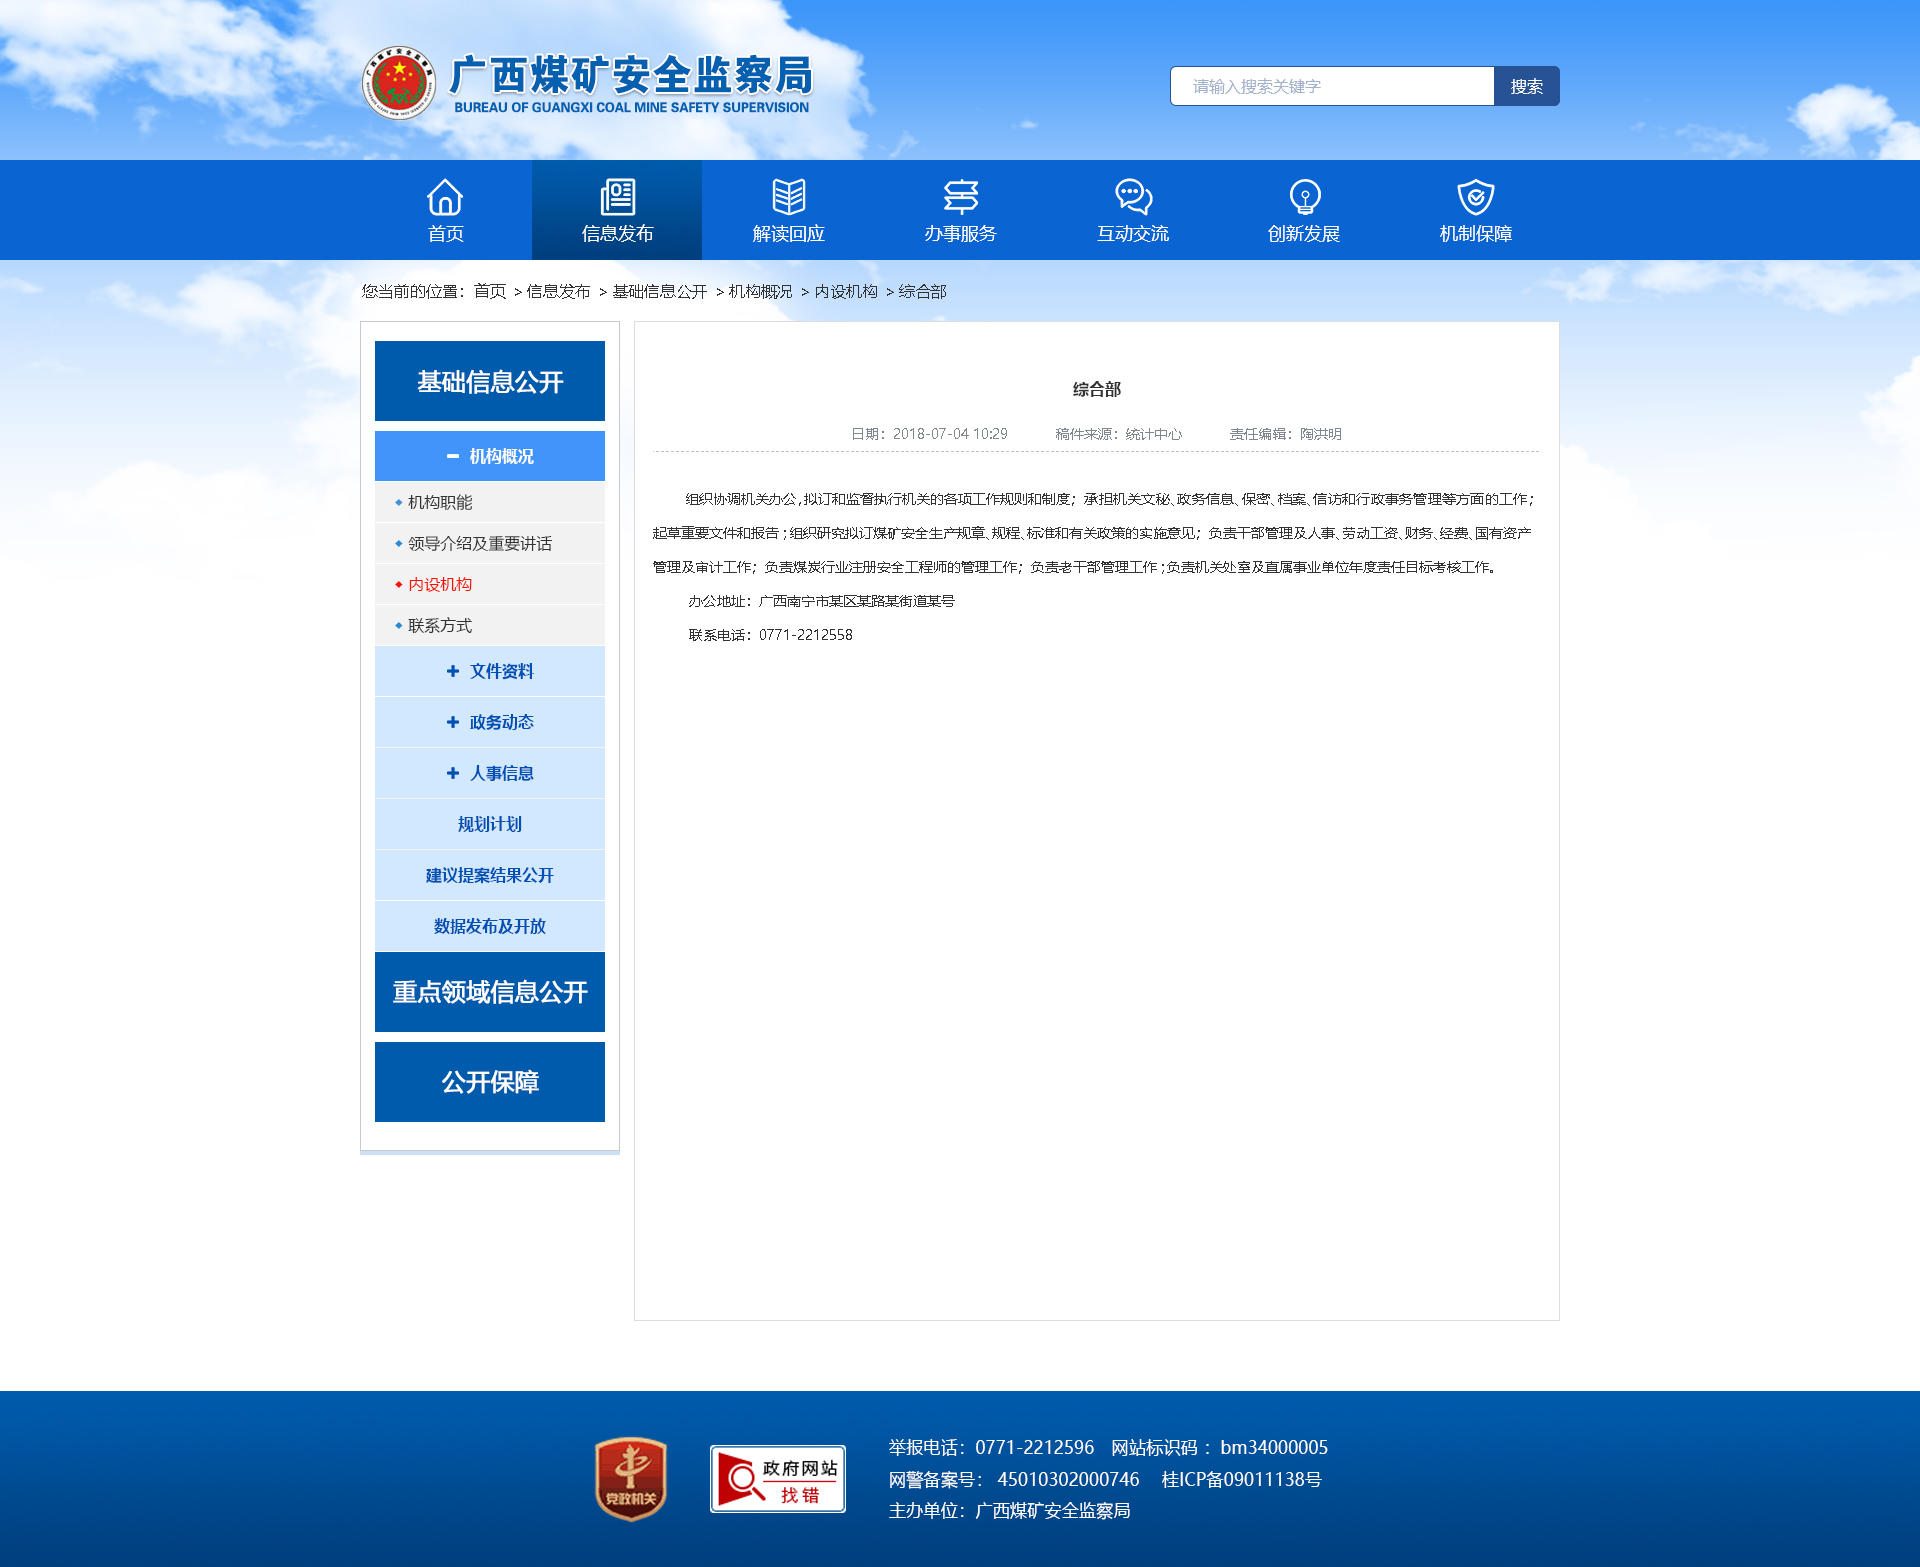 广西煤矿安全监察局
BUREAU OF GUANGXI COAL MINE SAFETY SUPERVISION
请输入搜索关键字
搜索
首页
信息发布
解读回应
办事服务
互动交流
创新发展
机制保障
您当前的位置：首页 > 信息发布 > 基础信息公开 > 机构概况 > 内设机构 > 综合部
基础信息公开
机构概况
机构职能
领导介绍及重要讲话
内设机构
联系方式
文件资料
政务动态
人事信息
规划计划
建议提案结果公开
数据发布及开放
重点领域信息公开
公开保障
综合部
日期：2018-07-04 10:29 稿件来源：统计中心 责任编辑：陶洪明
组织协调机关办公,拟订和监督执行机关的各项工作规则和制度；承担机关文秘、政务信息、保密、档案、信访和行政事务管理等方面的工作；
起草重要文件和报告;组织研究拟订煤矿安全生产规章、规程、标准和有关政策的实施意见；负责干部管理及人事、劳动工资、财务、经费、国有资产
管理及审计工作；负责煤炭行业注册安全工程师的管理工作；负责老干部管理工作;负责机关处室及直属事业单位年度责任目标考核工作。
办公地址：广西南宁市某区某路某街道某号
联系电话：0771-2212558
党政机关
政府网站
找错
举报电话：0771-2212596 网站标识码：bm34000005
网警备案号： 45010302000746 桂ICP备09011138号
主办单位：广西煤矿安全监察局